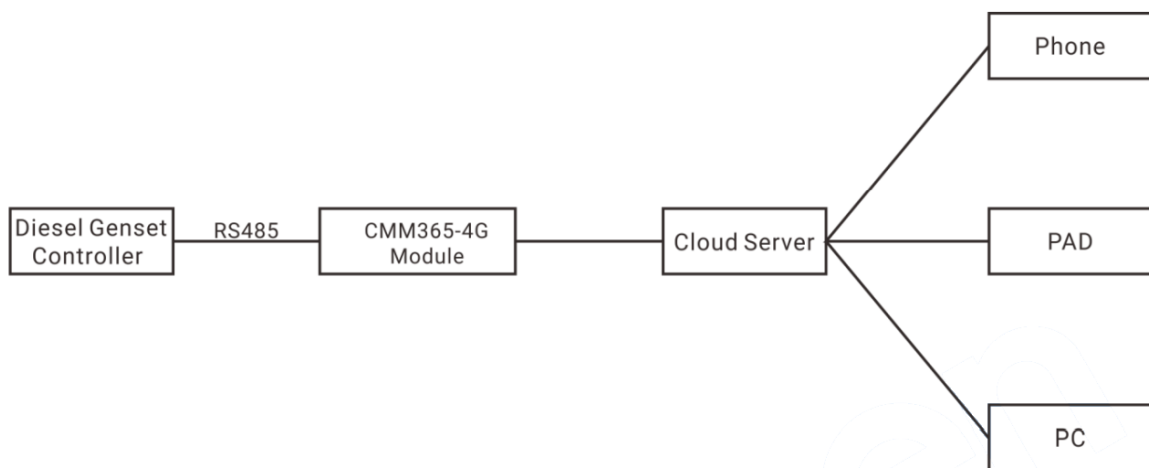 Phone
Diesel Genset
Controller
RS485
CMM365-4G
Module
Cloud Server
PAD
PC